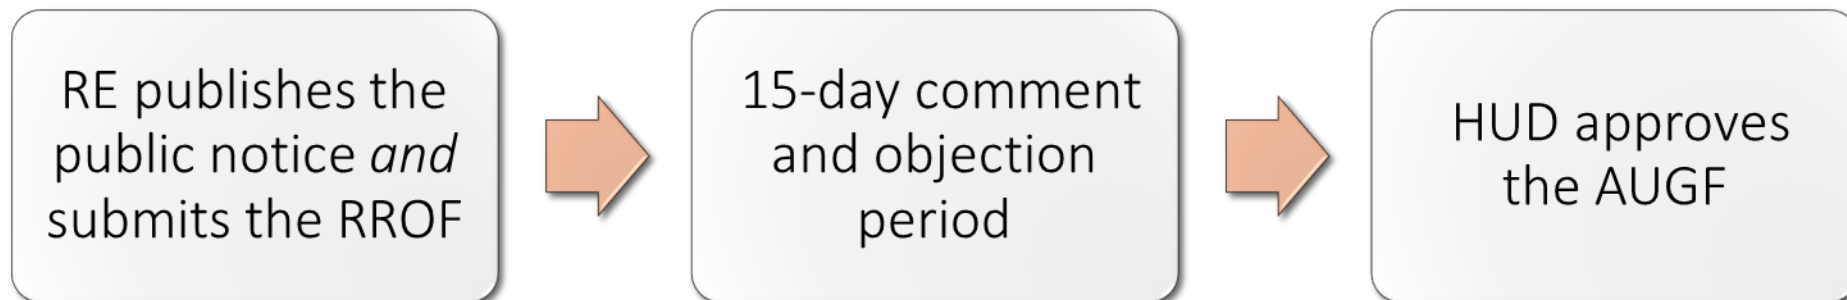 RE publishes the
public notice and
submits the RROF
15-day comment
and objection
period
HUD approves
the AUGF